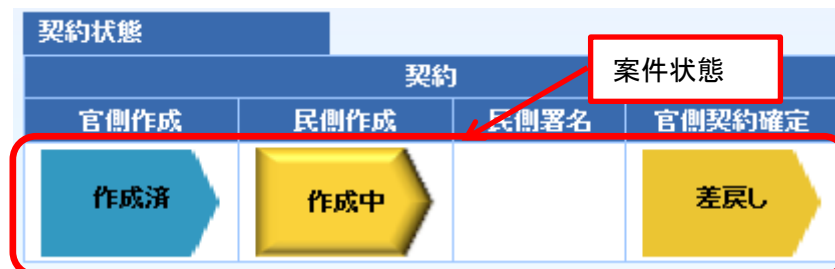 契約状態
契約
案件状態
官側作成 民側作成 民側署名 官側契約確定
作成済 作成中 差戻し